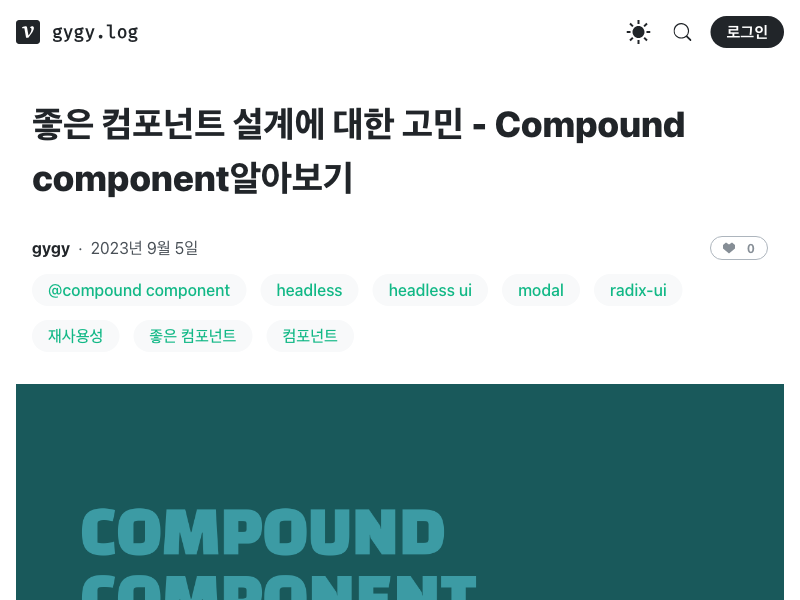 v gygy.log 로그인
좋은 컴포넌트 설계에 대한 고민 - Compound
component알아보기
gygy · 2023년 9월 5일 0
@compound component headless headless ui modal radix-ui
재사용성 좋은 컴포넌트 컴포넌트
COMPOUND
COMPONENT